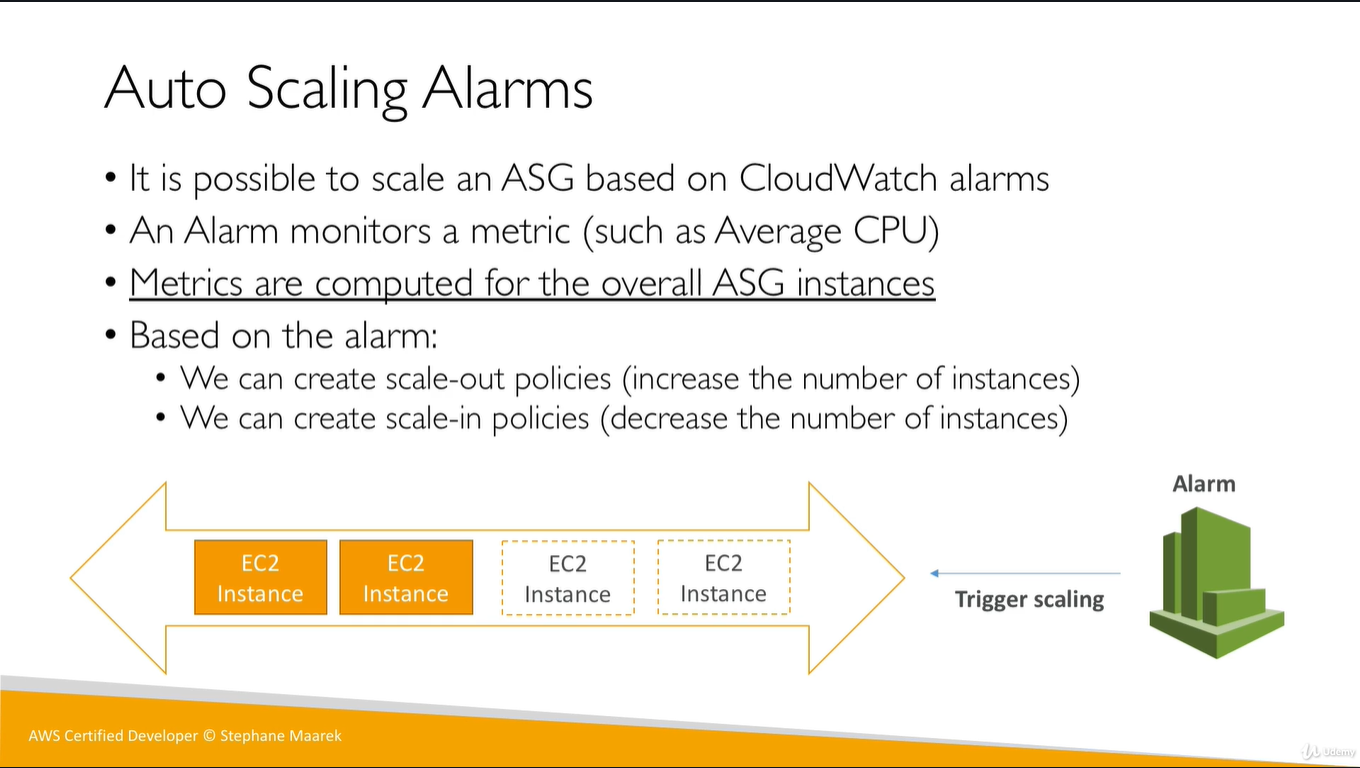 Auto Scaling Alarms
• It is possible to scale an ASG based on CloudWatch alarms
• An Alarm monitors a metric (such as Average CPU)
• Metrics are computed for the overall ASG instances
• Based on the alarm:
• We can create scale-out policies (increase the number of instances)
• We can create scale-in policies (decrease the number of instances)
Alarm
EC2
Instance
EC2
Instance
EC2
Instance
EC2
Instance
Trigger scaling
AWS Certified Developer © Stephane Maarek
Udemy